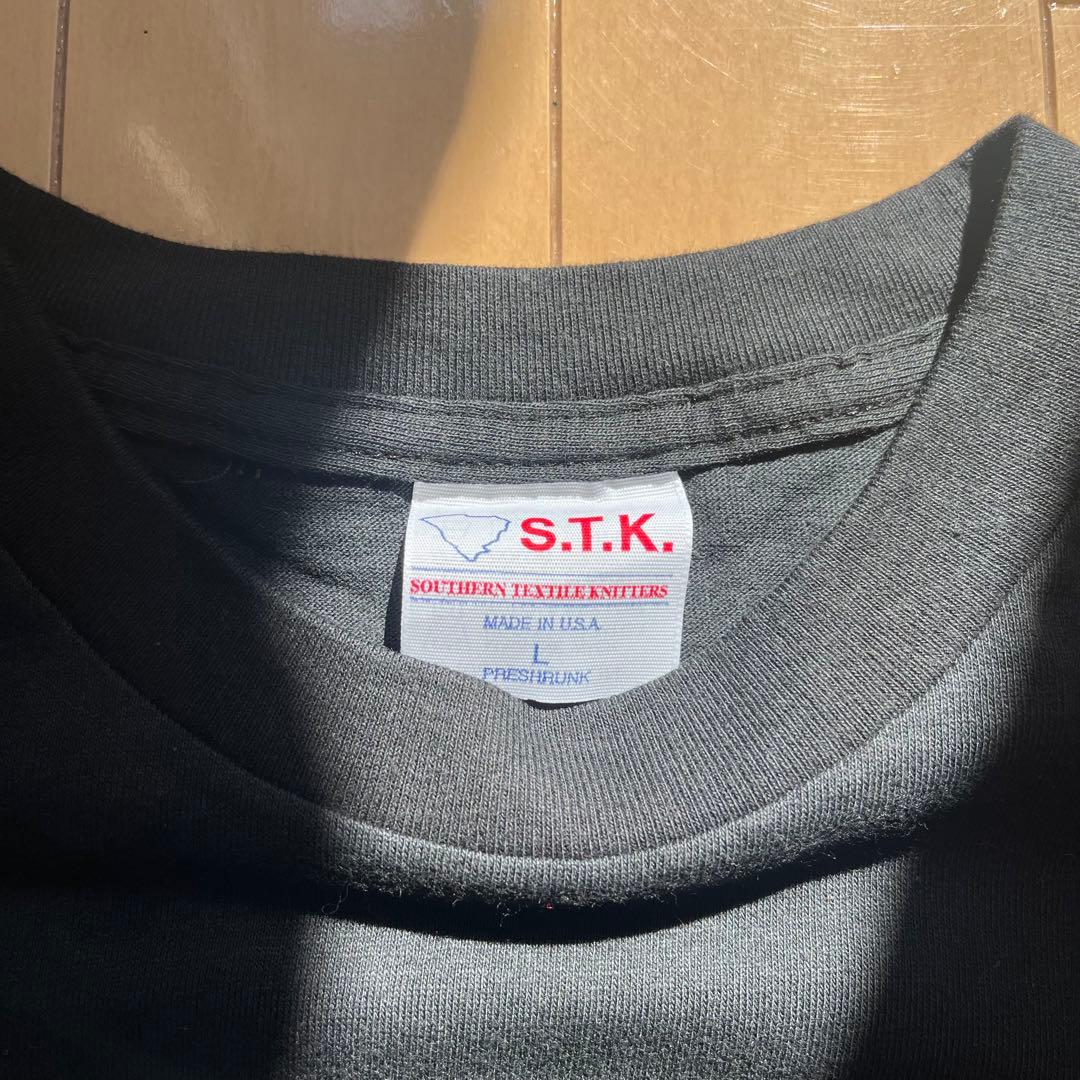 S.T.K.
SOUTHERN TEXTILE KNITTERS
MADE IN U.S.A.
L
PRESHRUNK